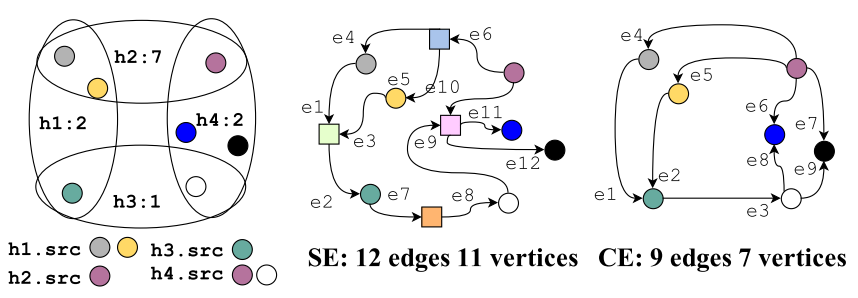 h2:7
h1:2
h4:2
h3:1
h1.src
h3.src
h2.src
h4.src
e4
e6
e5
e10
e1
e3
e11
e9
e12
e2
e7
e8
SE: 12 edges 11 vertices
e4
e5
e6
e7
e8
e9
e2
e1
e3
CE: 9 edges 7 vertices